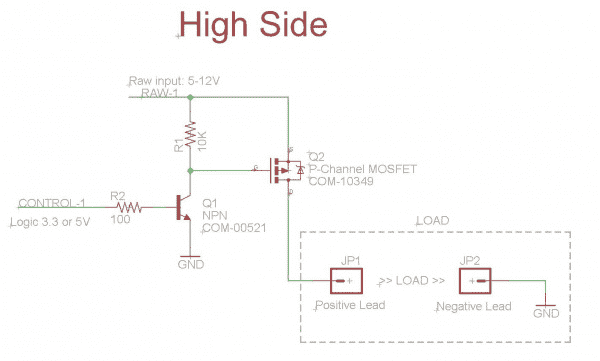 High Side
Raw input: 5-12V
RAW-1
R1
10K
Q2
P-Channel MOSFET
COM-10349
CONTROL-1
R2
Logic 3.3 or 5V
100
Q1
NPN
COM-00521
GND
LOAD
JP1
>> LOAD >>
JP2
Positive Lead
Negative Lead
GND